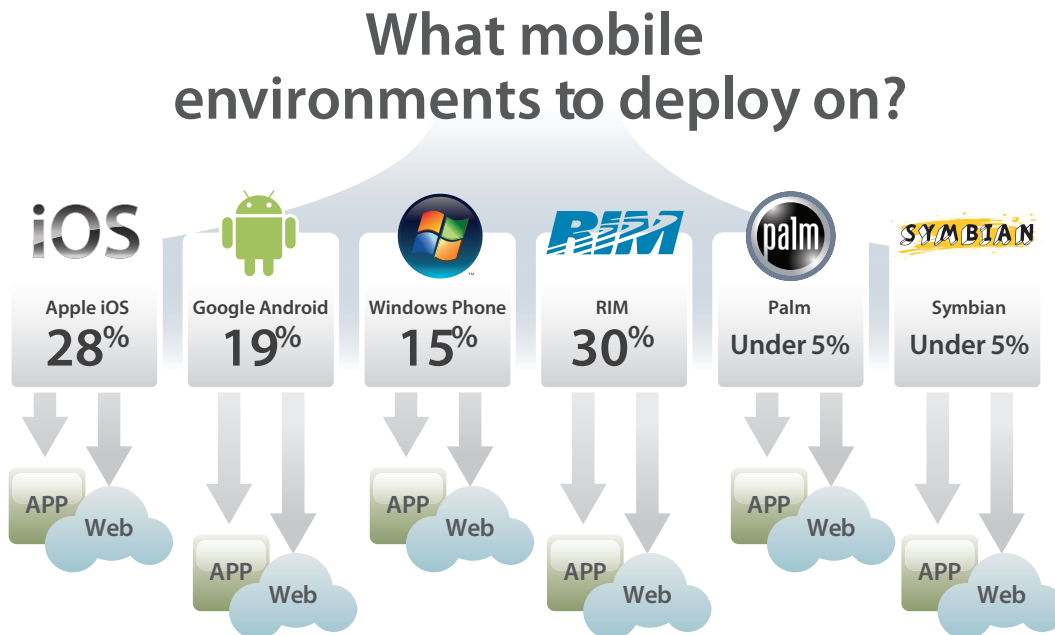 What mobile
environments to deploy on?
iOS
RIM
palm
SYMBIAN
™
Apple iOS
28%
Google Android
19%
Windows Phone
15%
RIM
30%
Palm
Under 5%
Symbian
Under 5%
APP
Web
APP
Web
APP
Web
APP
Web
APP
Web
APP
Web